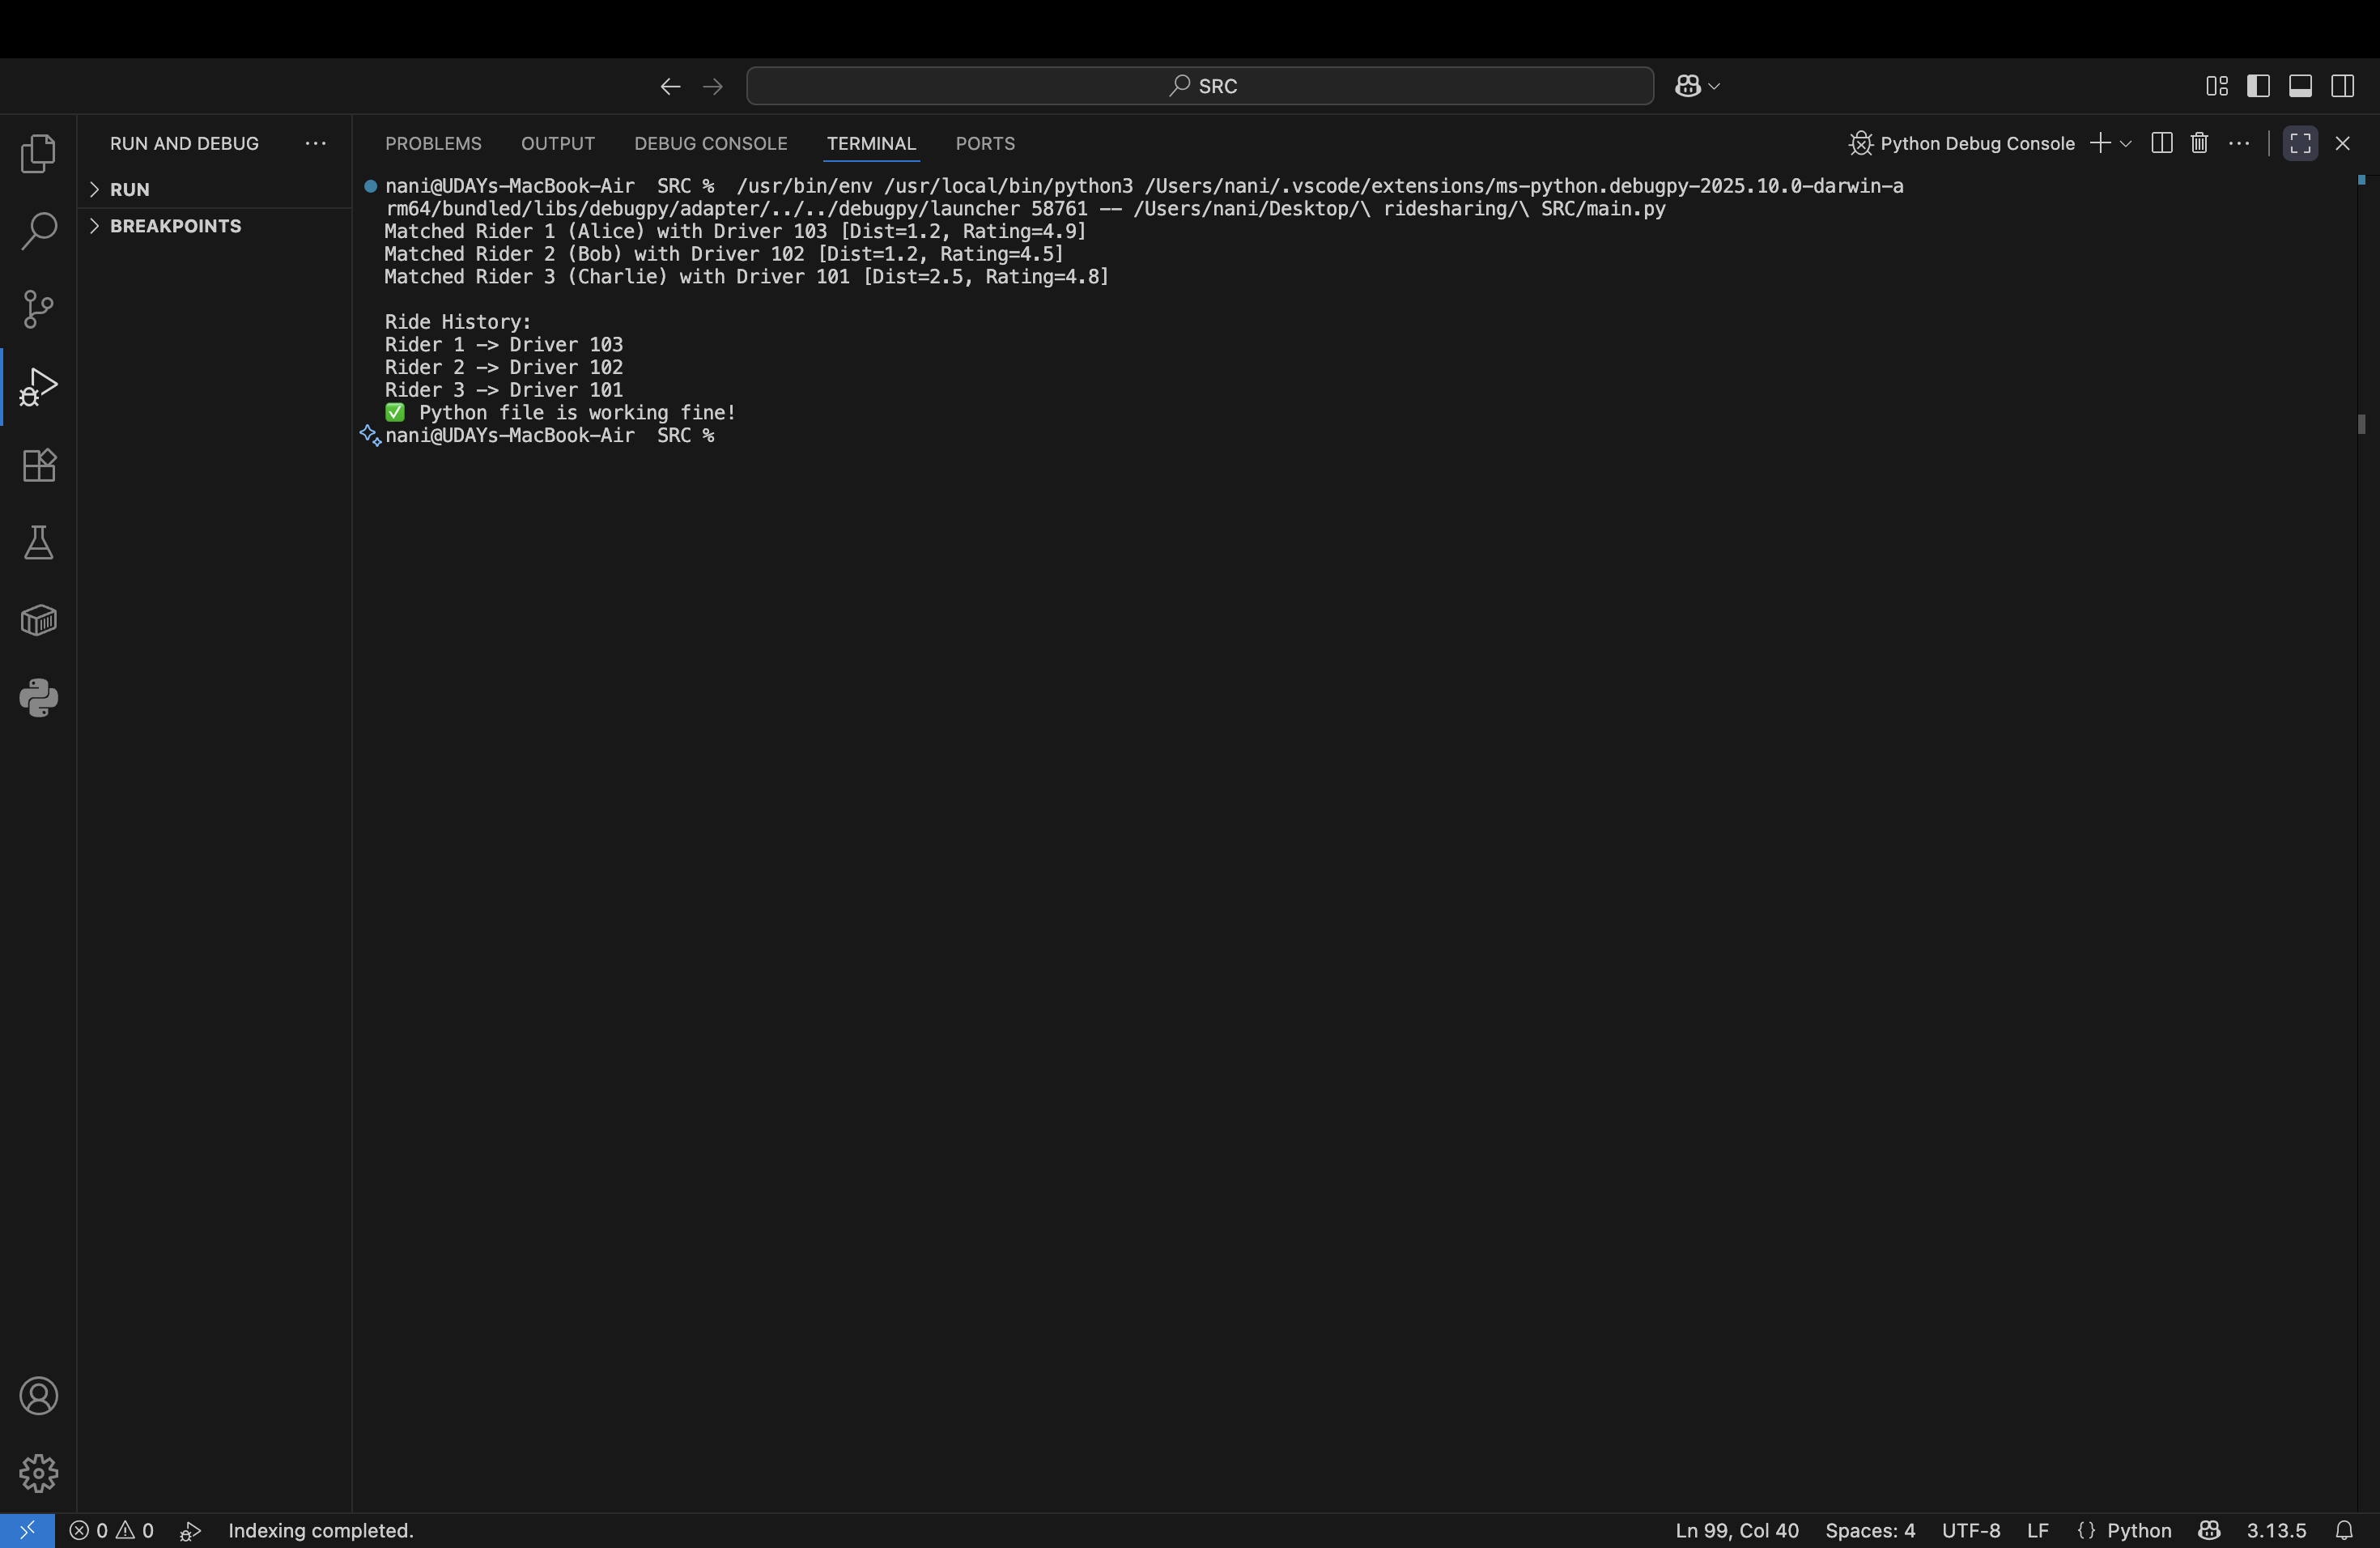 SRC
RUN AND DEBUG
RUN
BREAKPOINTS
PROBLEMS OUTPUT DEBUG CONSOLE TERMINAL PORTS
Python Debug Console
nani@UDAYs-MacBook-Air  SRC %  /usr/bin/env /usr/local/bin/python3 /Users/nani/.vscode/extensions/ms-python.debugpy-2025.10.0-darwin-a
rm64/bundled/libs/debugpy/adapter/../../debugpy/launcher 58761 -- /Users/nani/Desktop/\ ridesharing/\ SRC/main.py
Matched Rider 1 (Alice) with Driver 103 [Dist=1.2, Rating=4.9]
Matched Rider 2 (Bob) with Driver 102 [Dist=1.2, Rating=4.5]
Matched Rider 3 (Charlie) with Driver 101 [Dist=2.5, Rating=4.8]
Ride History:
Rider 1 -> Driver 103
Rider 2 -> Driver 102
Rider 3 -> Driver 101
✅ Python file is working fine!
nani@UDAYs-MacBook-Air  SRC %
0 0 Indexing completed.
Ln 99, Col 40 Spaces: 4 UTF-8 LF {} Python 3.13.5